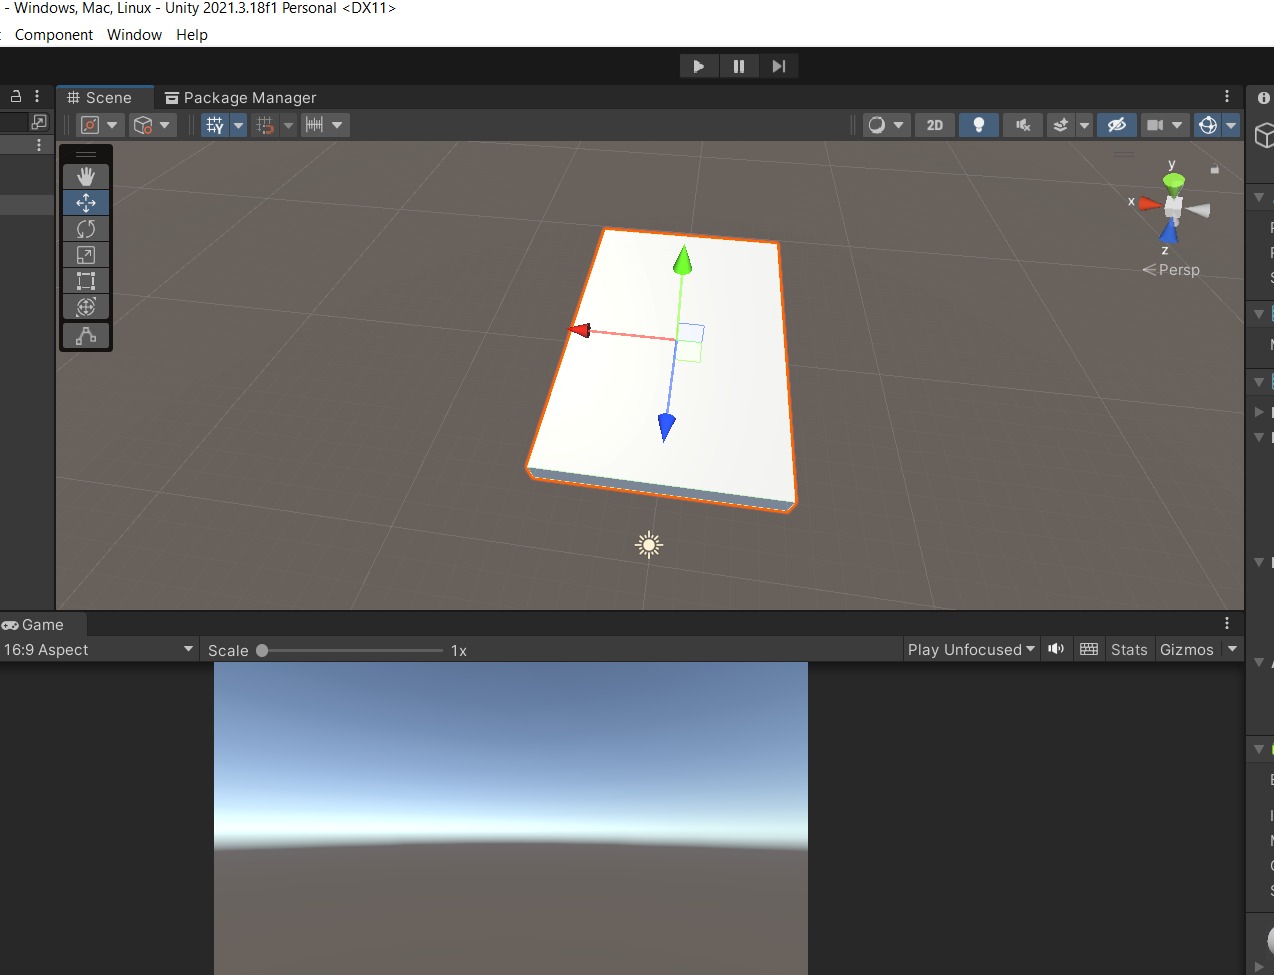 - Windows, Mac, Linux - Unity 2021.3.18f1 Personal <DX11>
Component Window Help
Scene Package Manager
2D
y
x
z
Persp
Game
16:9 Aspect Scale 1x Play Unfocused Stats Gizmos